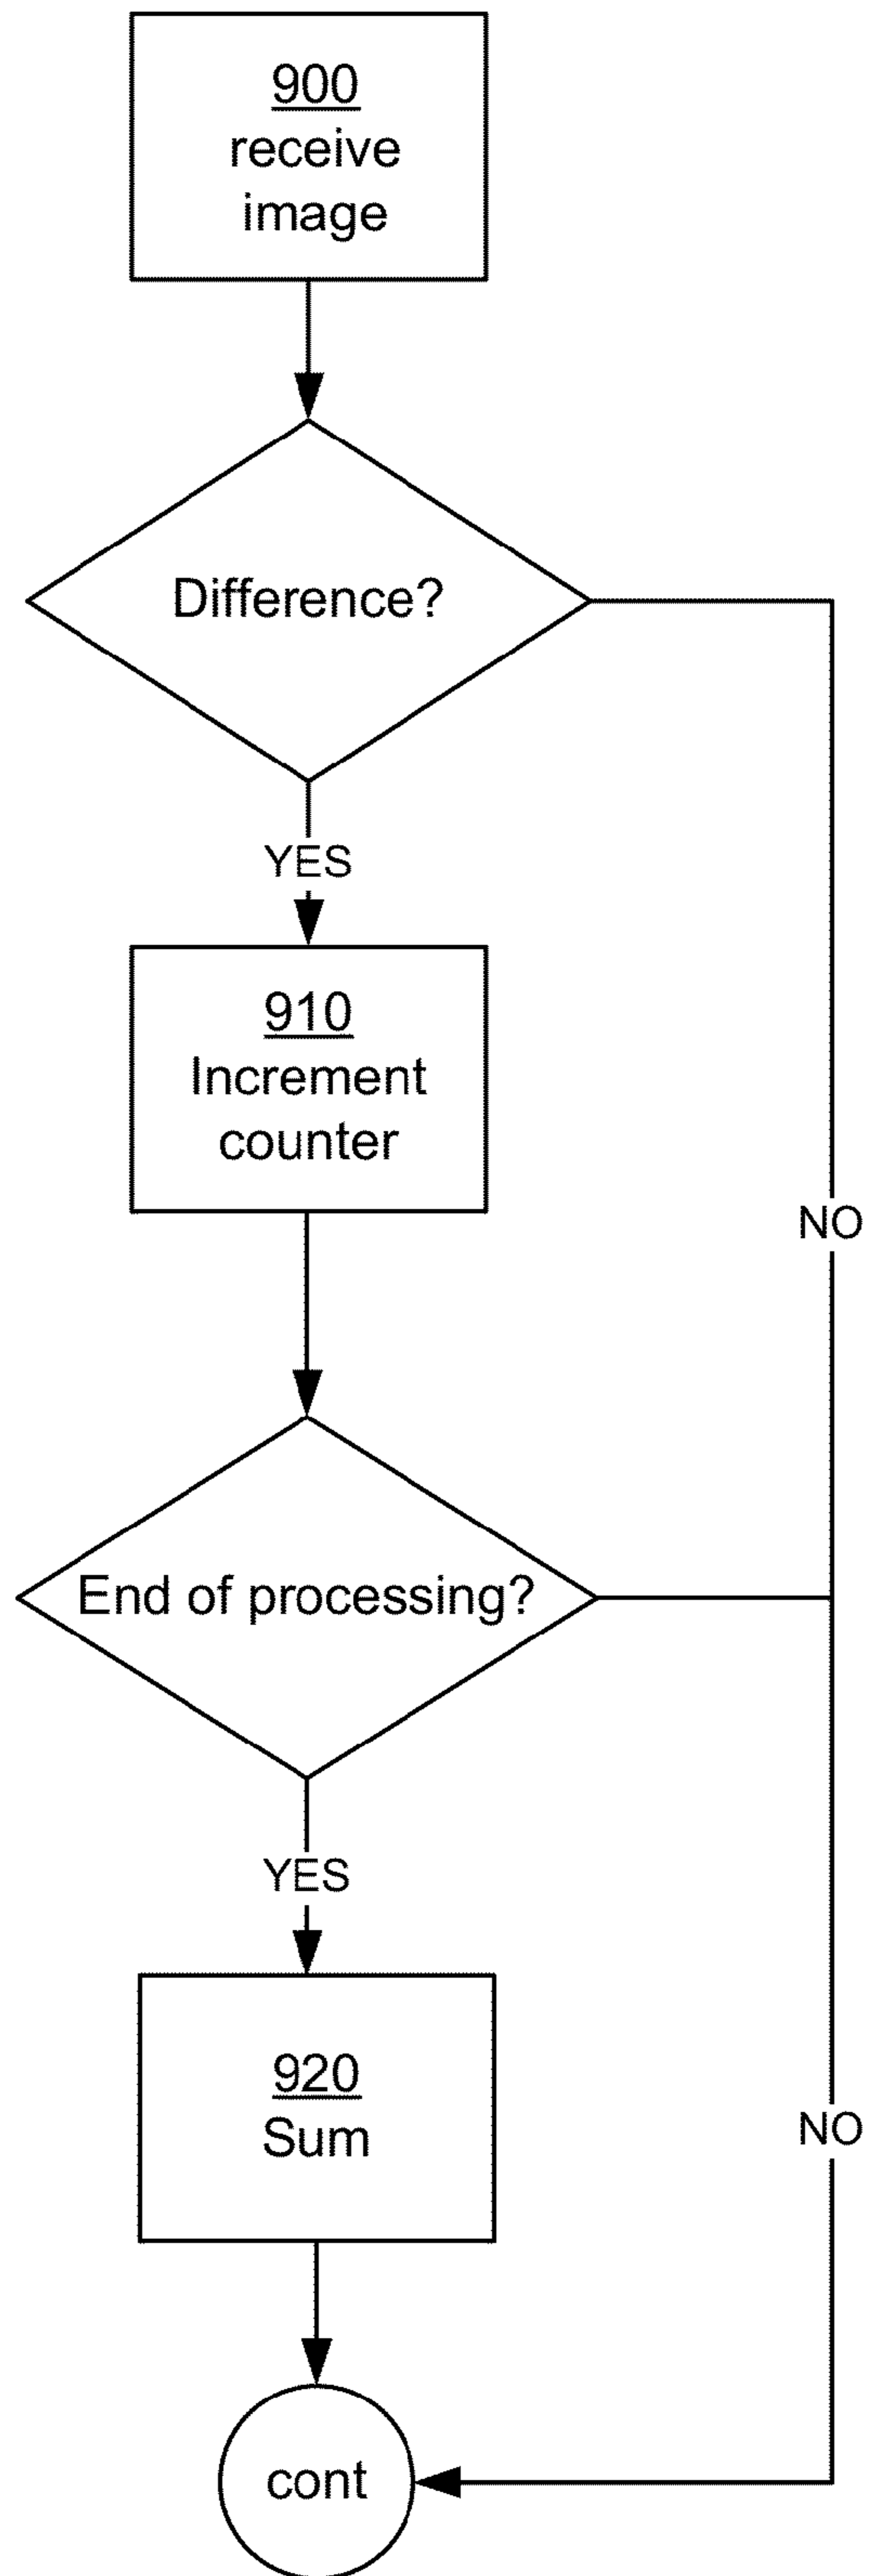 900
receive
image
Difference?
YES
910
Increment
counter
NO
End of processing?
YES
920
Sum
NO
cont